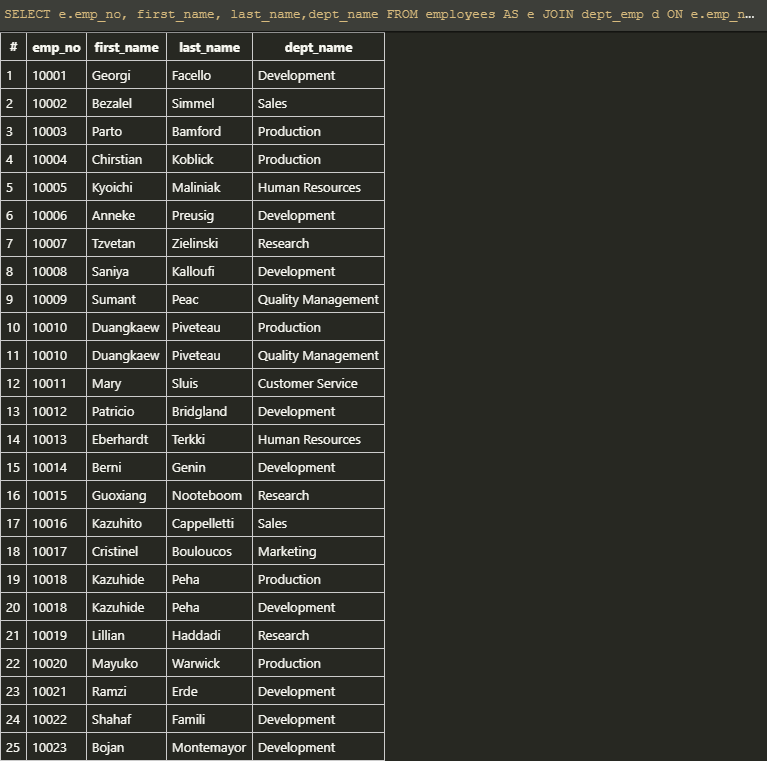 SELECT e.emp_no, first_name, last_name,dept_name FROM employees AS e JOIN dept_emp d ON e.emp_n…
# emp_no first_name last_name dept_name
1 10001 Georgi Facello Development
2 10002 Bezalel Simmel Sales
3 10003 Parto Bamford Production
4 10004 Chirstian Koblick Production
5 10005 Kyoichi Maliniak Human Resources
6 10006 Anneke Preusig Development
7 10007 Tzvetan Zielinski Research
8 10008 Saniya Kalloufi Development
9 10009 Sumant Peac Quality Management
10 10010 Duangkaew Piveteau Production
11 10010 Duangkaew Piveteau Quality Management
12 10011 Mary Sluis Customer Service
13 10012 Patricio Bridgland Development
14 10013 Eberhardt Terkki Human Resources
15 10014 Berni Genin Development
16 10015 Guoxiang Nooteboom Research
17 10016 Kazuhito Cappelletti Sales
18 10017 Cristinel Bouloucos Marketing
19 10018 Kazuhide Peha Production
20 10018 Kazuhide Peha Development
21 10019 Lillian Haddadi Research
22 10020 Mayuko Warwick Production
23 10021 Ramzi Erde Development
24 10022 Shahaf Famili Development
25 10023 Bojan Montemayor Development